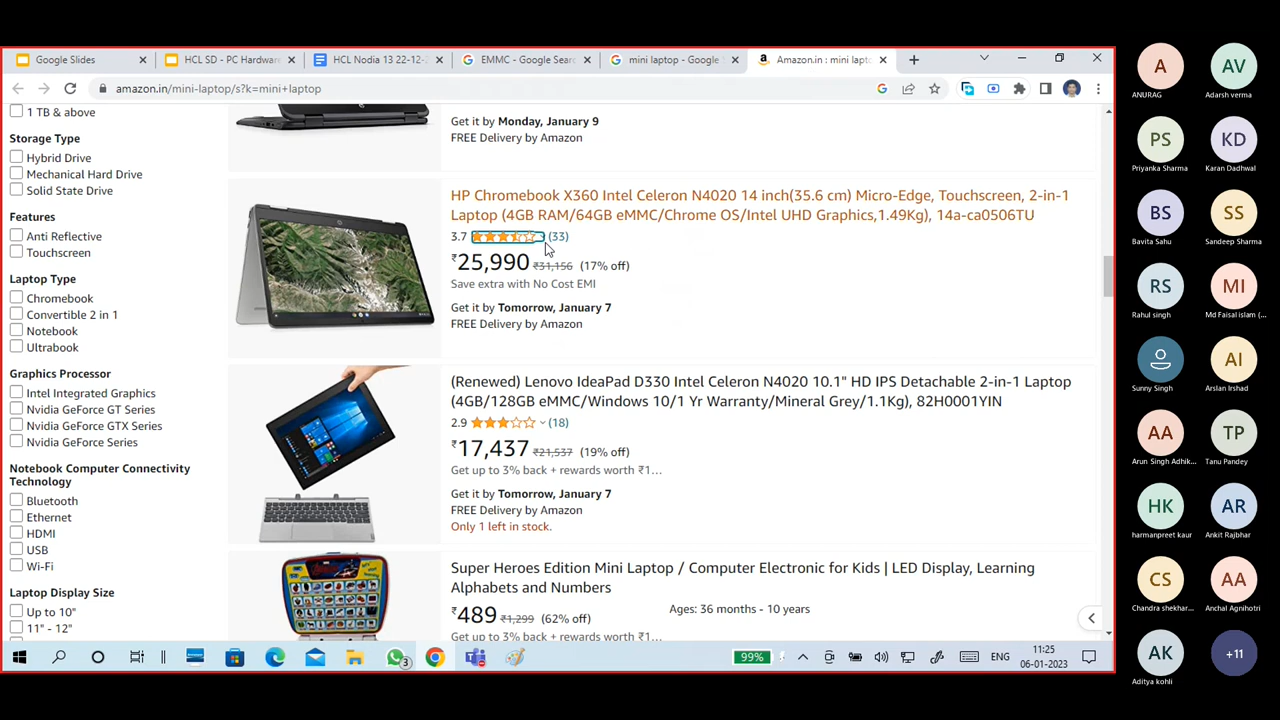 Google Slides
HCL SD - PC Hardwar
HCL Nodia 13 22-12-
EMMC - Google Sear
mini laptop - Google
Amazon.in : mini lapt
amazon.in/mini-laptop/s?k=mini+laptop
1 TB & above
Storage Type
Hybrid Drive
Mechanical Hard Drive
Solid State Drive
Features
Anti Reflective
Touchscreen
Laptop Type
Chromebook
Convertible 2 in 1
Notebook
Ultrabook
Graphics Processor
Intel Integrated Graphics
Nvidia GeForce GT Series
Nvidia GeForce GTX Series
Nvidia GeForce Series
Notebook Computer Connectivity
Technology
Bluetooth
Ethernet
HDMI
USB
Wi-Fi
Laptop Display Size
Up to 10"
11" - 12"
Get it by Monday, January 9
FREE Delivery by Amazon
HP Chromebook X360 Intel Celeron N4020 14 inch(35.6 cm) Micro-Edge, Touchscreen, 2-in-1
Laptop (4GB RAM/64GB eMMC/Chrome OS/Intel UHD Graphics,1.49Kg), 14a-ca0506TU
3.7 (33)
₹25,990 ₹31,156 (17% off)
Save extra with No Cost EMI
Get it by Tomorrow, January 7
FREE Delivery by Amazon
(Renewed) Lenovo IdeaPad D330 Intel Celeron N4020 10.1" HD IPS Detachable 2-in-1 Laptop
(4GB/128GB eMMC/Windows 10/1 Yr Warranty/Mineral Grey/1.1Kg), 82H0001YIN
2.9 (18)
₹17,437 ₹21,537 (19% off)
Get up to 3% back + rewards worth ₹1…
Get it by Tomorrow, January 7
FREE Delivery by Amazon
Only 1 left in stock.
Super Heroes Edition Mini Laptop / Computer Electronic for Kids | LED Display, Learning
Alphabets and Numbers
₹489 ₹1,299 (62% off)
Ages: 36 months - 10 years
Get up to 3% back + rewards worth ₹1…
3
99%
ENG
11:25
06-01-2023
A
ANURAG
AV
Adarsh verma
PS
Priyanka Sharma
KD
Karan Dadhwal
BS
Bavita Sahu
SS
Sandeep Sharma
RS
Rahul singh
MI
Md Faisal islam (...
Sunny Singh
AI
Arslan Irshad
AA
Arun Singh Adhik...
TP
Tanu Pandey
HK
harmanpreet kaur
AR
Ankit Rajbhar
CS
Chandra shekhar...
AA
Anchal Agnihotri
AK
Aditya kohli
+11